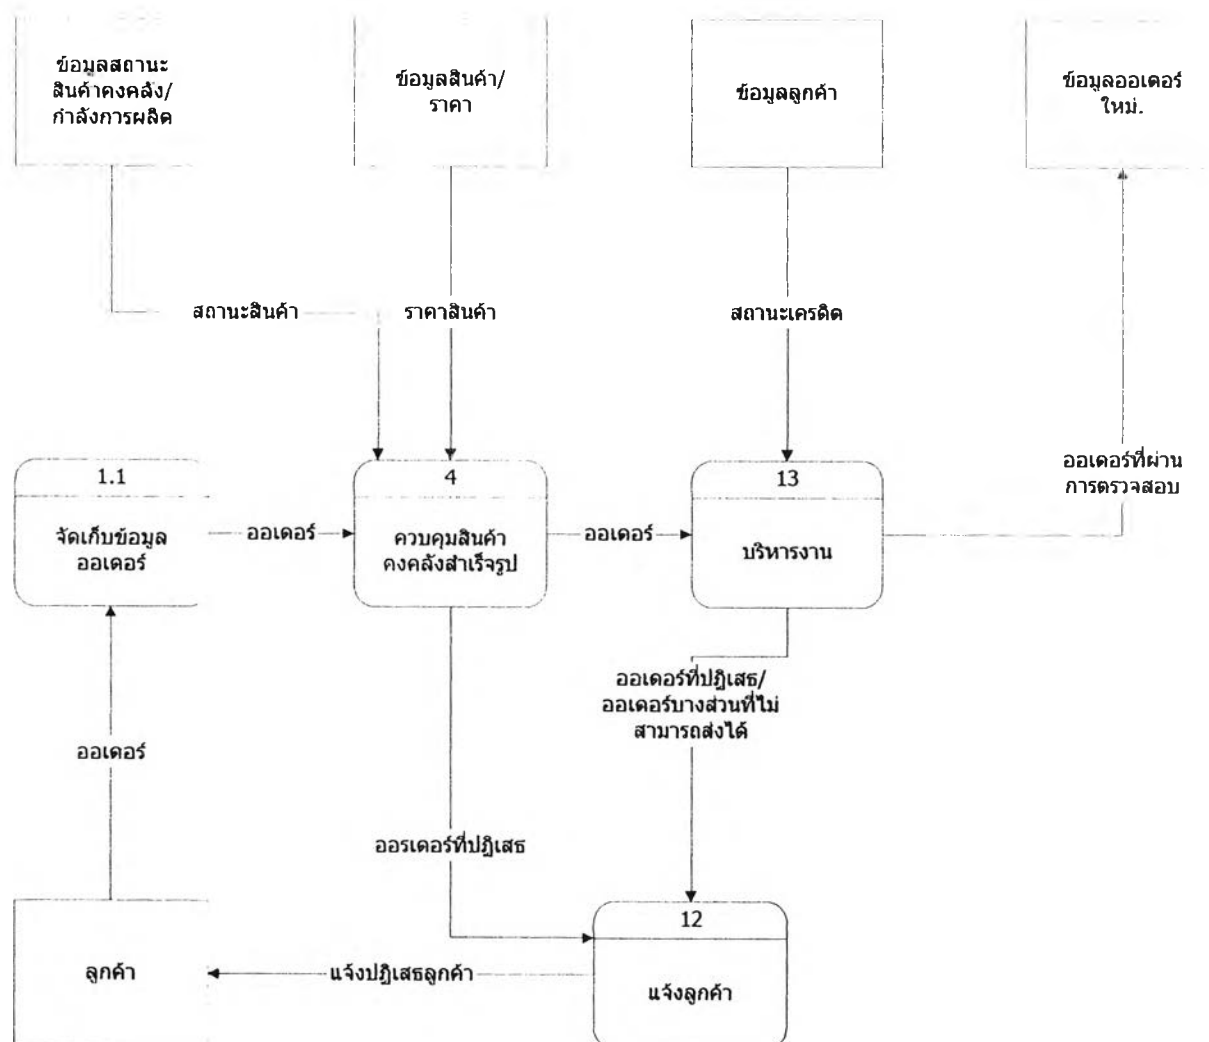 ข้อมูลสถานะ
สินค้าคงคลัง/
กำลังการผลิต
ข้อมูลสินค้า/
ราคา
ข้อมูลลูกค้า
ข้อมูลออเดอร์
ใหม่.
สถานะสินค้า
ราคาสินค้า
สถานะเครดิต
ออเดอร์ที่ผ่าน
การตรวจสอบ
1.1
จัดเก็บข้อมูล
ออเดอร์
ออเดอร์
4
ควบคุมสินค้า
คงคลังสำเร็จรูป
ออเดอร์
13
บริหารงาน
ออเดอร์ที่ปฏิเสธ/
ออเดอร์บางส่วนที่ไม่
สามารถส่งได้
ออเดอร์
ออรเดอร์ที่ปฏิเสธ
ลูกค้า
แจ้งปฏิเสธลูกค้า
12
แจ้งลูกค้า